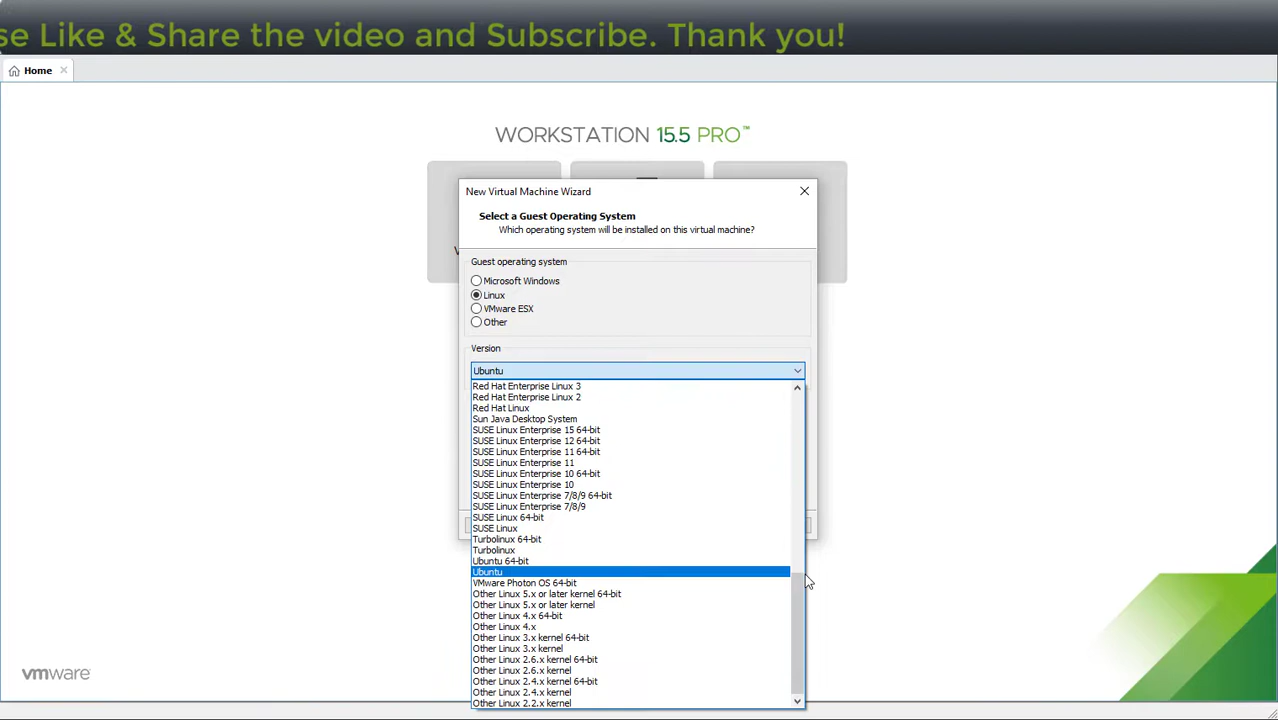 se Like & Share the video and Subscribe. Thank you!
Home
WORKSTATION 15.5 PRO™
New Virtual Machine Wizard
Select a Guest Operating System
Which operating system will be installed on this virtual machine?
Guest operating system
Microsoft Windows
Linux
VMware ESX
Other
Version
Ubuntu
Red Hat Enterprise Linux 3
Red Hat Enterprise Linux 2
Red Hat Linux
Sun Java Desktop System
SUSE Linux Enterprise 15 64-bit
SUSE Linux Enterprise 12 64-bit
SUSE Linux Enterprise 11 64-bit
SUSE Linux Enterprise 11
SUSE Linux Enterprise 10 64-bit
SUSE Linux Enterprise 10
SUSE Linux Enterprise 7/8/9 64-bit
SUSE Linux Enterprise 7/8/9
SUSE Linux 64-bit
SUSE Linux
Turbolinux 64-bit
Turbolinux
Ubuntu 64-bit
Ubuntu
VMware Photon OS 64-bit
Other Linux 5.x or later kernel 64-bit
Other Linux 5.x or later kernel
Other Linux 4.x 64-bit
Other Linux 4.x
Other Linux 3.x kernel 64-bit
Other Linux 3.x kernel
Other Linux 2.6.x kernel 64-bit
Other Linux 2.6.x kernel
Other Linux 2.4.x kernel 64-bit
Other Linux 2.4.x kernel
Other Linux 2.2.x kernel
vmware